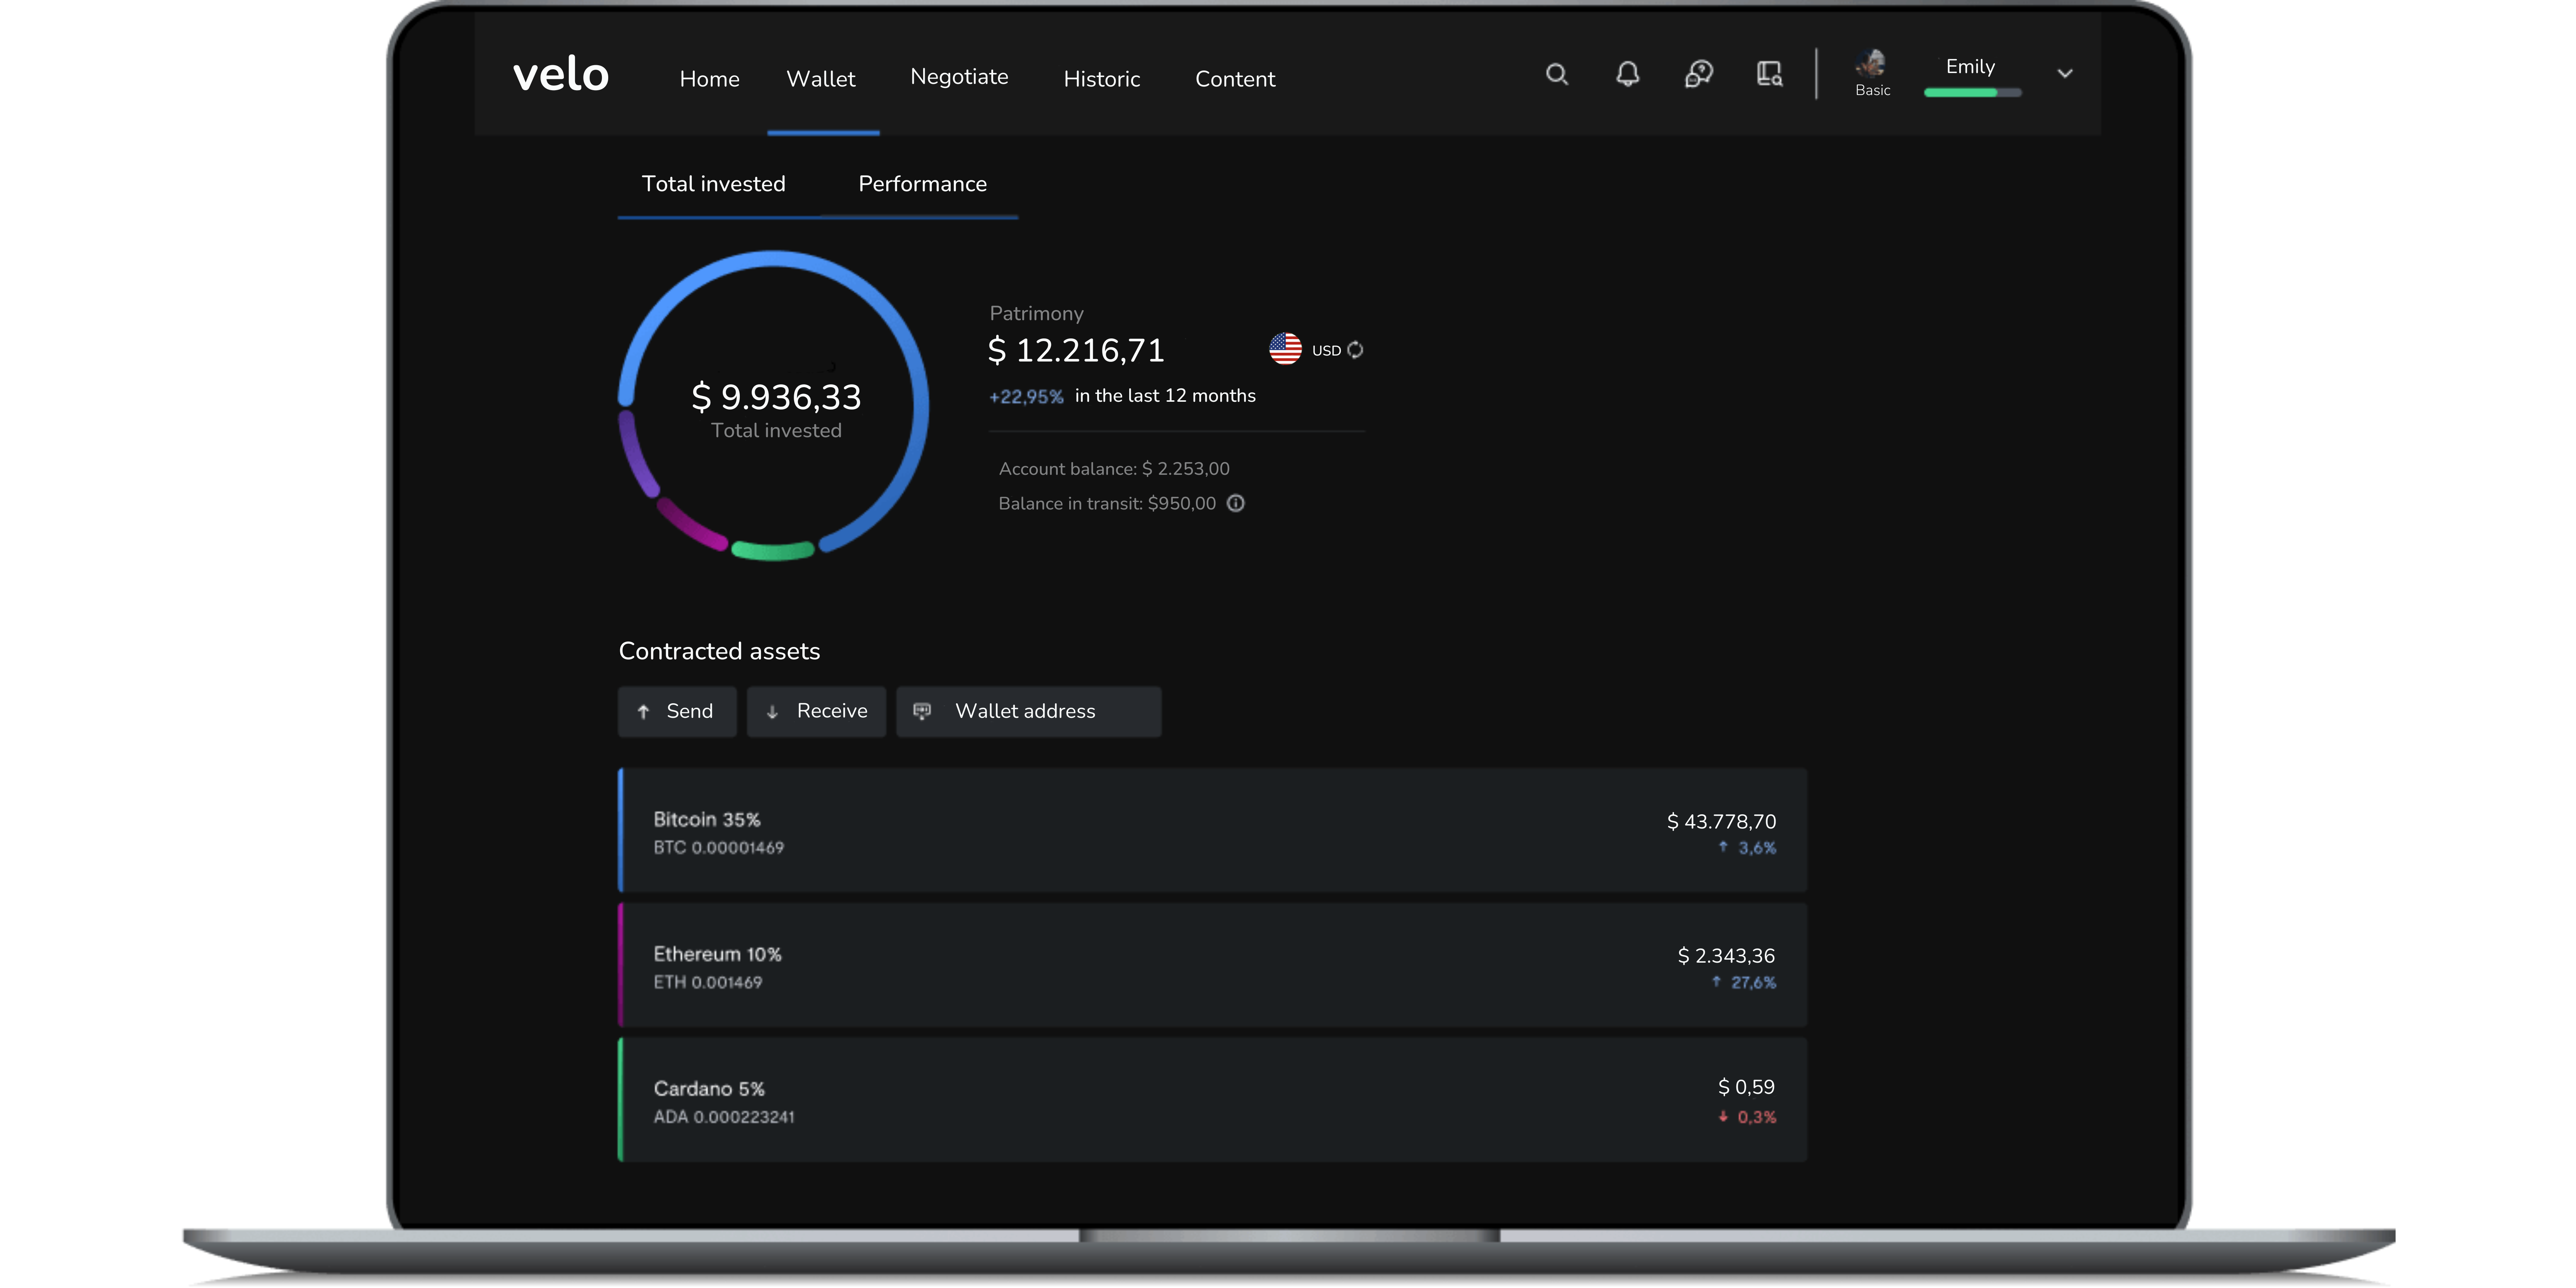 velo
Home Wallet Negotiate Historic Content
Basic
Emily
Total invested Performance
$ 9.936,33
Total invested
Patrimony
$ 12.216,71
USD
+22,95% in the last 12 months
Account balance: $ 2.253,00
Balance in transit: $950,00
Contracted assets
Send Receive Wallet address
Bitcoin 35%
BTC 0.00001469
$ 43.778,70
3,6%
Ethereum 10%
ETH 0.001469
$ 2.343,36
27,6%
Cardano 5%
ADA 0.000223241
$ 0,59
0,3%